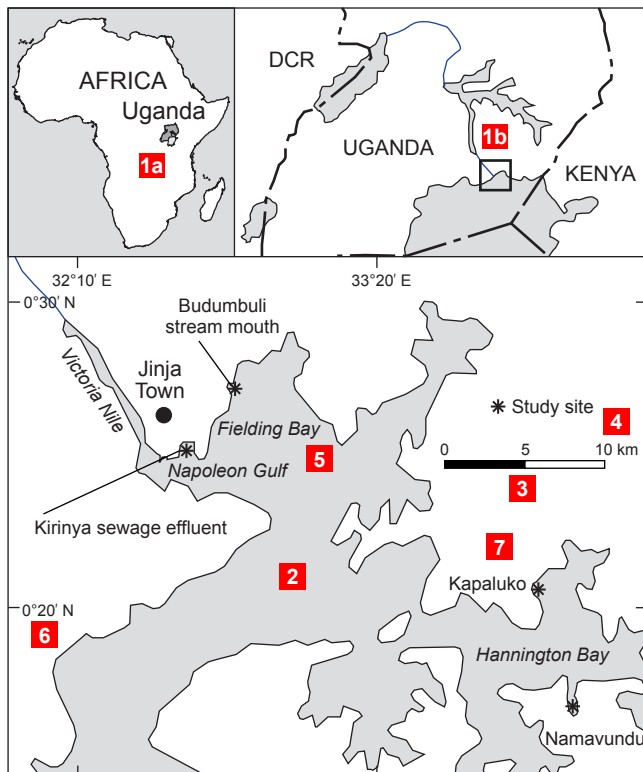 AFRICA
Uganda
1a
DCR
UGANDA
1b
KENYA
32°10′ E
33°20′ E
0°30′ N
Budumbuli
stream mouth
Jinja
Town
Victoria Nile
Fielding Bay
Napoleon Gulf
5
Study site
4
0 5 10 km
3
Kirinya sewage effluent
2
7
Kapaluko
0°20′ N
6
Hannington Bay
Namavundu